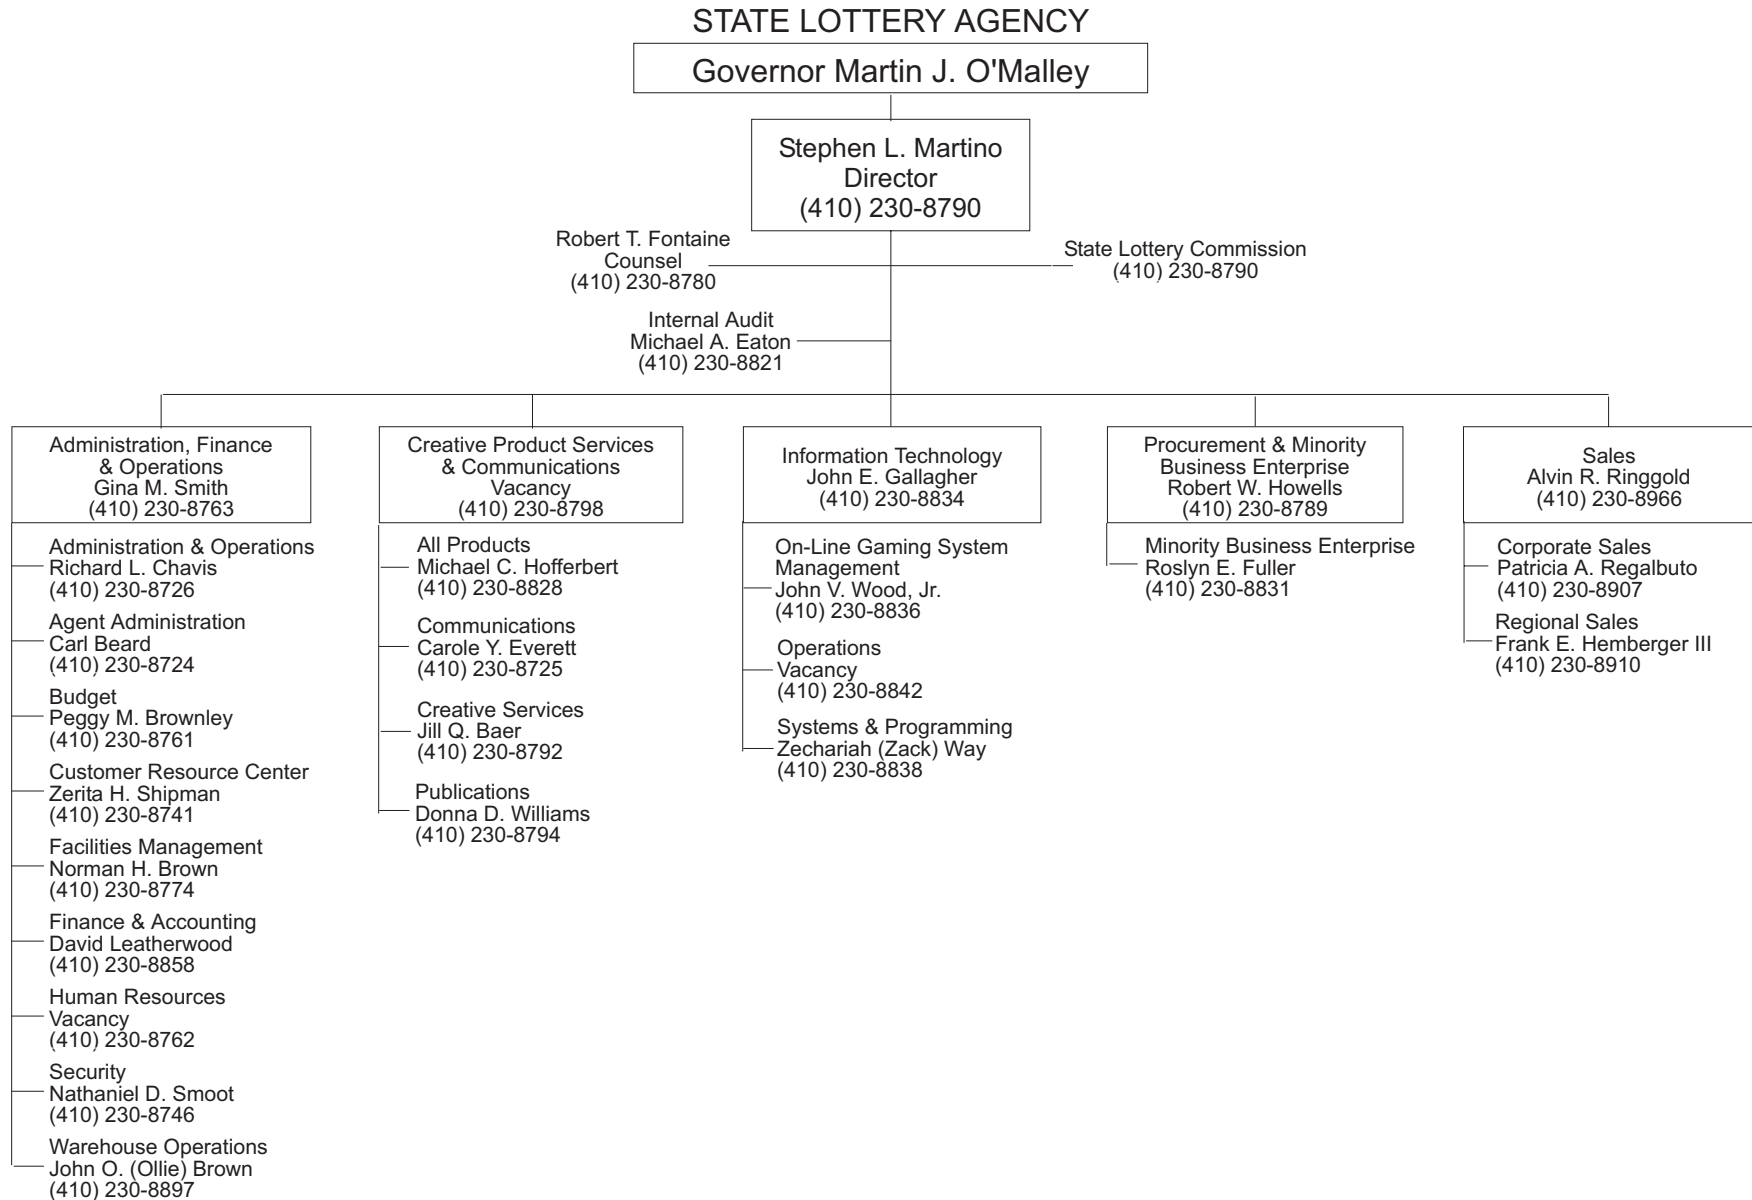 STATE LOTTERY AGENCY
Governor Martin J. O'Malley
Stephen L. Martino
Director
(410) 230-8790
Robert T. Fontaine
Counsel
(410) 230-8780
State Lottery Commission
(410) 230-8790
Internal Audit
Michael A. Eaton
(410) 230-8821
Administration, Finance
& Operations
Gina M. Smith
(410) 230-8763
Administration & Operations
Richard L. Chavis
(410) 230-8726
Agent Administration
Carl Beard
(410) 230-8724
Budget
Peggy M. Brownley
(410) 230-8761
Customer Resource Center
Zerita H. Shipman
(410) 230-8741
Facilities Management
Norman H. Brown
(410) 230-8774
Finance & Accounting
David Leatherwood
(410) 230-8858
Human Resources
Vacancy
(410) 230-8762
Security
Nathaniel D. Smoot
(410) 230-8746
Warehouse Operations
John O. (Ollie) Brown
(410) 230-8897
Creative Product Services
& Communications
Vacancy
(410) 230-8798
All Products
Michael C. Hofferbert
(410) 230-8828
Communications
Carole Y. Everett
(410) 230-8725
Creative Services
Jill Q. Baer
(410) 230-8792
Publications
Donna D. Williams
(410) 230-8794
Information Technology
John E. Gallagher
(410) 230-8834
On-Line Gaming System
Management
John V. Wood, Jr.
(410) 230-8836
Operations
Vacancy
(410) 230-8842
Systems & Programming
Zechariah (Zack) Way
(410) 230-8838
Procurement & Minority
Business Enterprise
Robert W. Howells
(410) 230-8789
Minority Business Enterprise
Roslyn E. Fuller
(410) 230-8831
Sales
Alvin R. Ringgold
(410) 230-8966
Corporate Sales
Patricia A. Regalbuto
(410) 230-8907
Regional Sales
Frank E. Hemberger III
(410) 230-8910